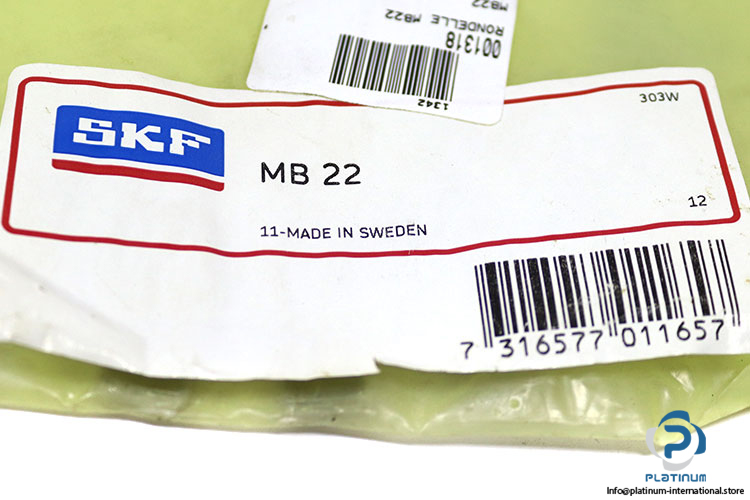 MB22
RONDELLE MB22
001318
1342
303W
SKF
MB 22
12
11-MADE IN SWEDEN
7 316577 011657
PLATINUM
Info@platinum-international.store